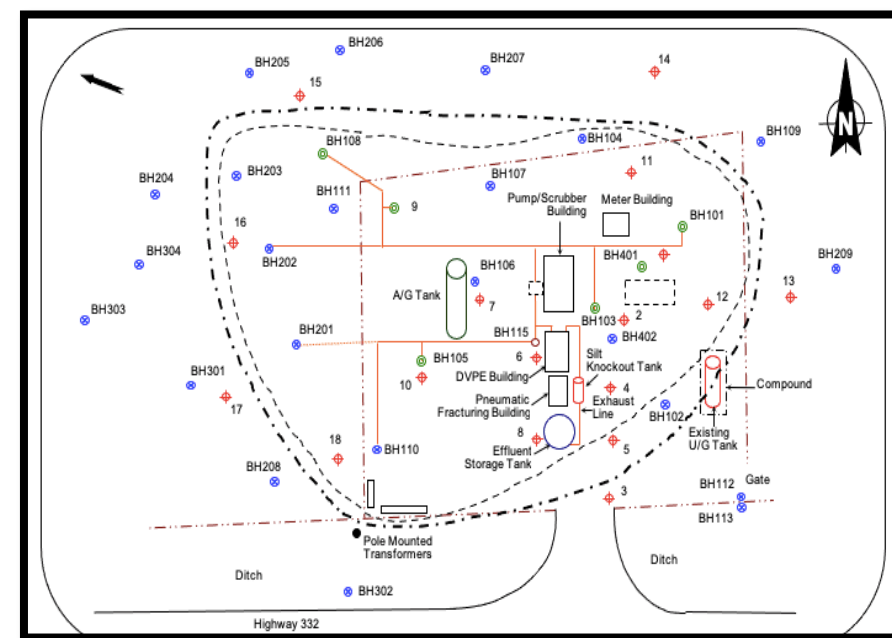 BH206
BH205
BH207
14
15
N
BH108
BH104
BH109
11
BH203
BH107
BH204
BH111
Pump/Scrubber
Building
Meter Building
9
BH101
16
BH304
BH202
BH401
BH209
BH106
13
A/G Tank
BH303
7
12
BH103
2
BH115
BH201
BH402
6
Silt
Knockout Tank
BH105
BH301
DVPE Building
10
4
Compound
Pneumatic
Fracturing Building
Exhaust
Line
17
BH102
8
Existing
U/G Tank
18
BH110
Effluent
Storage Tank
5
BH208
BH112
Gate
3
BH113
Pole Mounted
Transformers
Ditch
Ditch
BH302
Highway 332